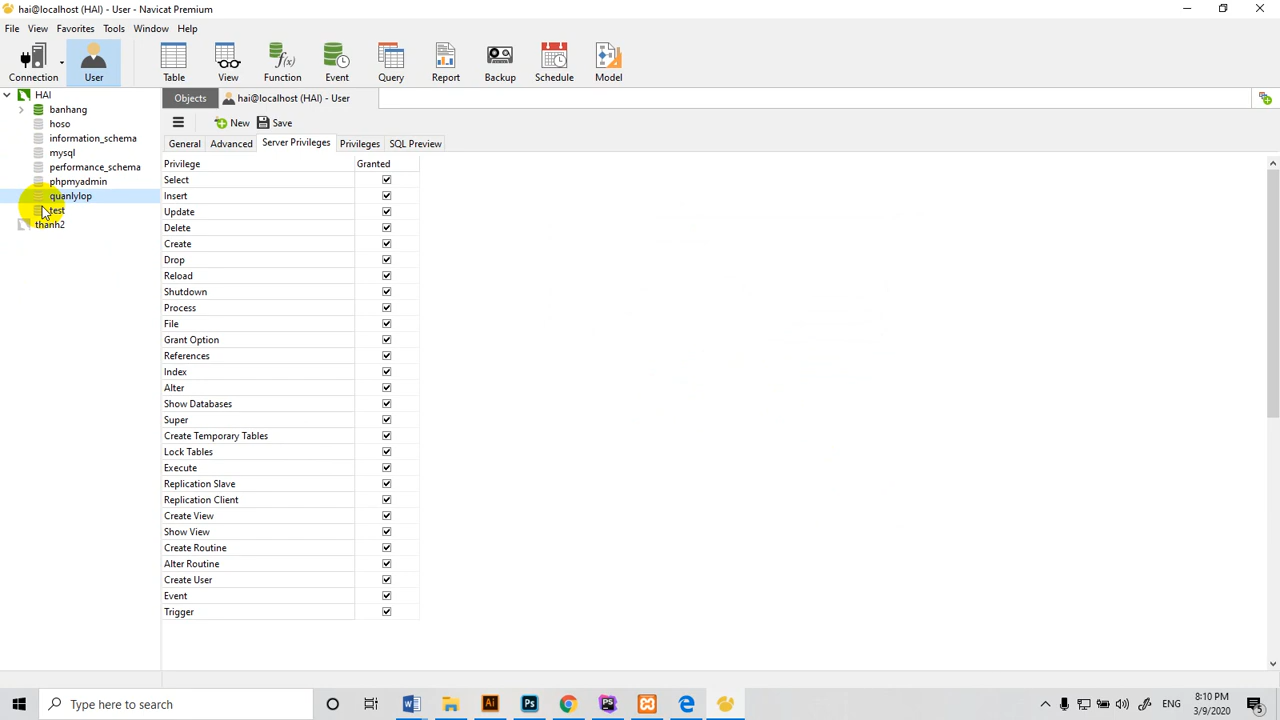 hai@localhost (HAI) - User - Navicat Premium
File View Favorites Tools Window Help
Connection User Table View Function Event Query Report Backup Schedule Model
f(x)
HAI
banhang
hoso
information_schema
mysql
performance_schema
phpmyadmin
quanlylop
test
thanh2
Objects hai@localhost (HAI) - User
New Save
General Advanced Server Privileges Privileges SQL Preview
Privilege Granted
Select
Insert
Update
Delete
Create
Drop
Reload
Shutdown
Process
File
Grant Option
References
Index
Alter
Show Databases
Super
Create Temporary Tables
Lock Tables
Execute
Replication Slave
Replication Client
Create View
Show View
Create Routine
Alter Routine
Create User
Event
Trigger
Type here to search
W Ai Ps PS
ENG
8:10 PM
3/9/2020
5